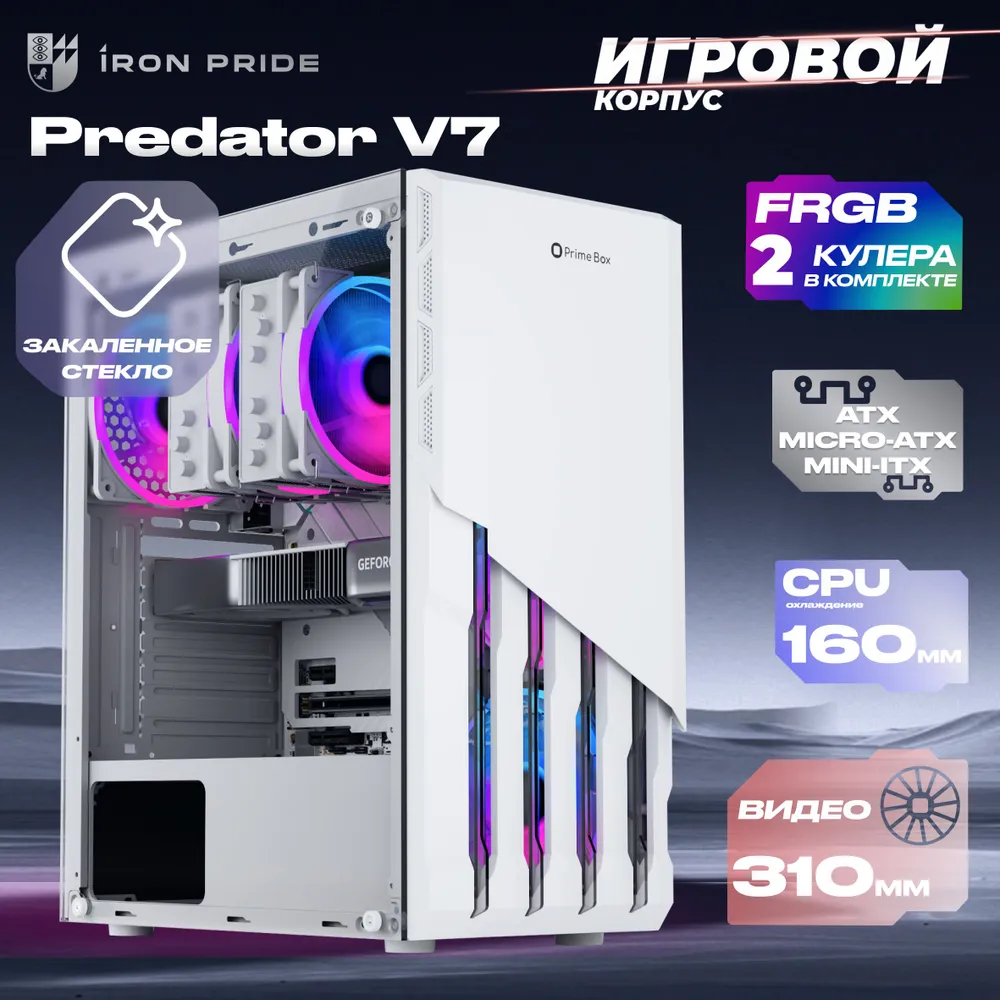 IRON PRIDE
ИГРОВОЙ
КОРПУС
Predator V7
ЗАКАЛЕННОЕ
СТЕКЛО
Prime Box
FRGB
2 КУЛЕРА
В КОМПЛЕКТЕ
ATX
MICRO-ATX
MINI-ITX
GEFOR
CPU
охлаждение
160мм
ВИДЕО
310мм